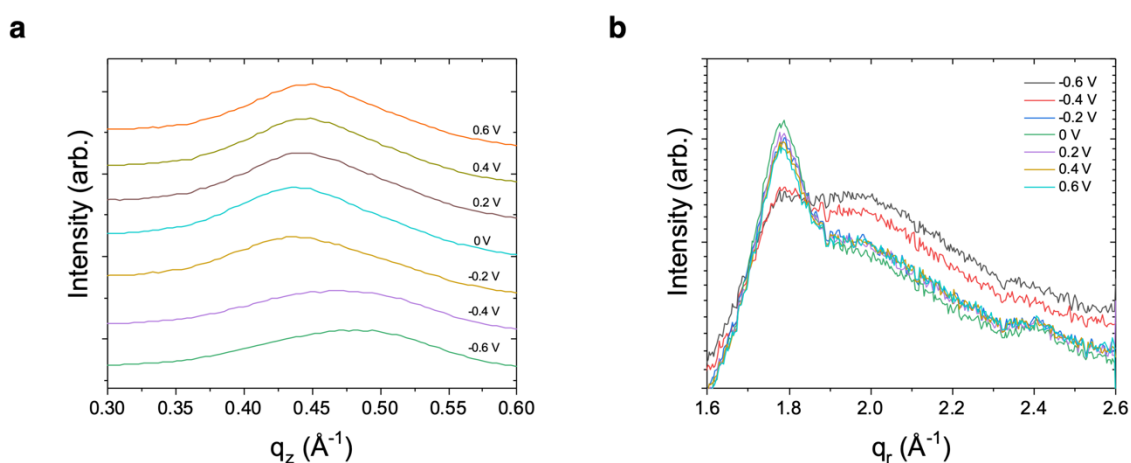 a
Intensity (arb.)
0.6 V
0.4 V
0.2 V
0 V
-0.2 V
-0.4 V
-0.6 V
0.30 0.35 0.40 0.45 0.50 0.55 0.60
q_z (Å⁻¹)
b
Intensity (arb.)
-0.6 V
-0.4 V
-0.2 V
0 V
0.2 V
0.4 V
0.6 V
1.6 1.8 2.0 2.2 2.4 2.6
q_r (Å⁻¹)